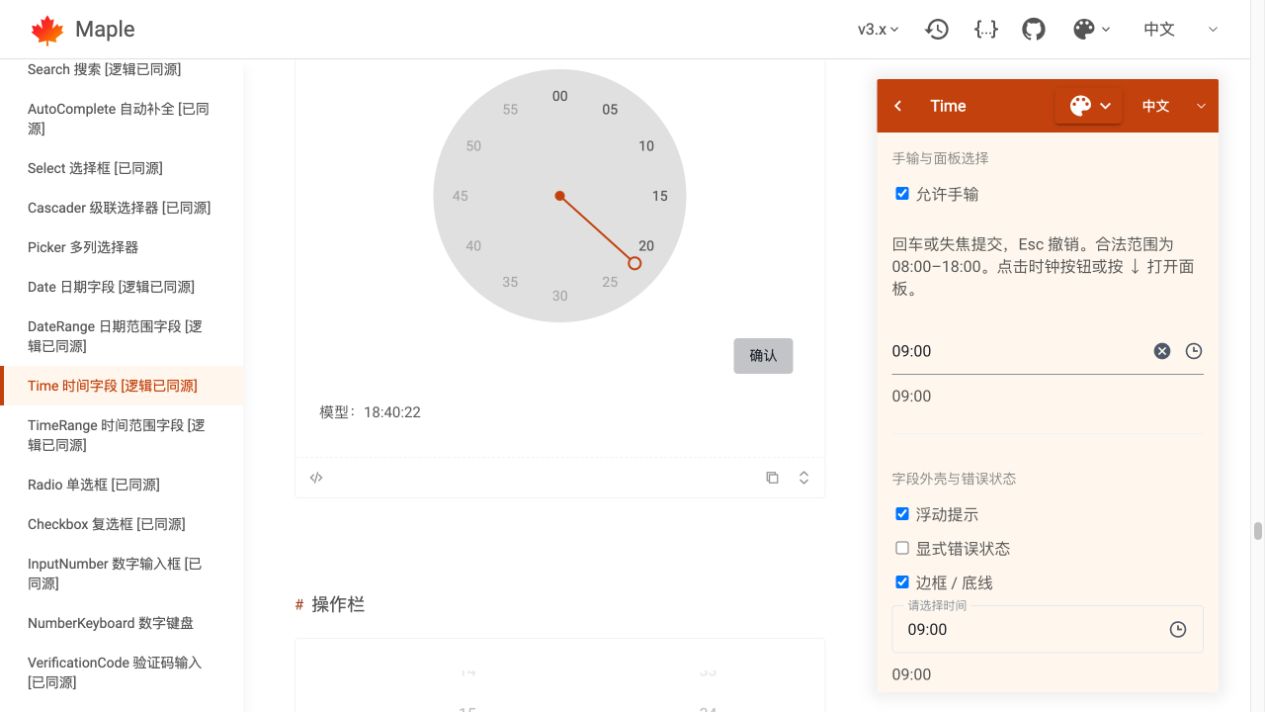 Maple
v3.x
{...}
中文
Search 搜索 [逻辑已同源]
AutoComplete 自动补全 [已同
源]
Select 选择框 [已同源]
Cascader 级联选择器 [已同源]
Picker 多列选择器
Date 日期字段 [逻辑已同源]
DateRange 日期范围字段 [逻
辑已同源]
Time 时间字段 [逻辑已同源]
TimeRange 时间范围字段 [逻
辑已同源]
Radio 单选框 [已同源]
Checkbox 复选框 [已同源]
InputNumber 数字输入框 [已
同源]
NumberKeyboard 数字键盘
VerificationCode 验证码输入
[已同源]
00
05
10
15
20
25
30
35
40
45
50
55
确认
模型：18:40:22
# 操作栏
Time
中文
手输与面板选择
允许手输
回车或失焦提交，Esc 撤销。合法范围为
08:00–18:00。点击时钟按钮或按 ↓ 打开面
板。
09:00
09:00
字段外壳与错误状态
浮动提示
显式错误状态
边框 / 底线
请选择时间
09:00
09:00